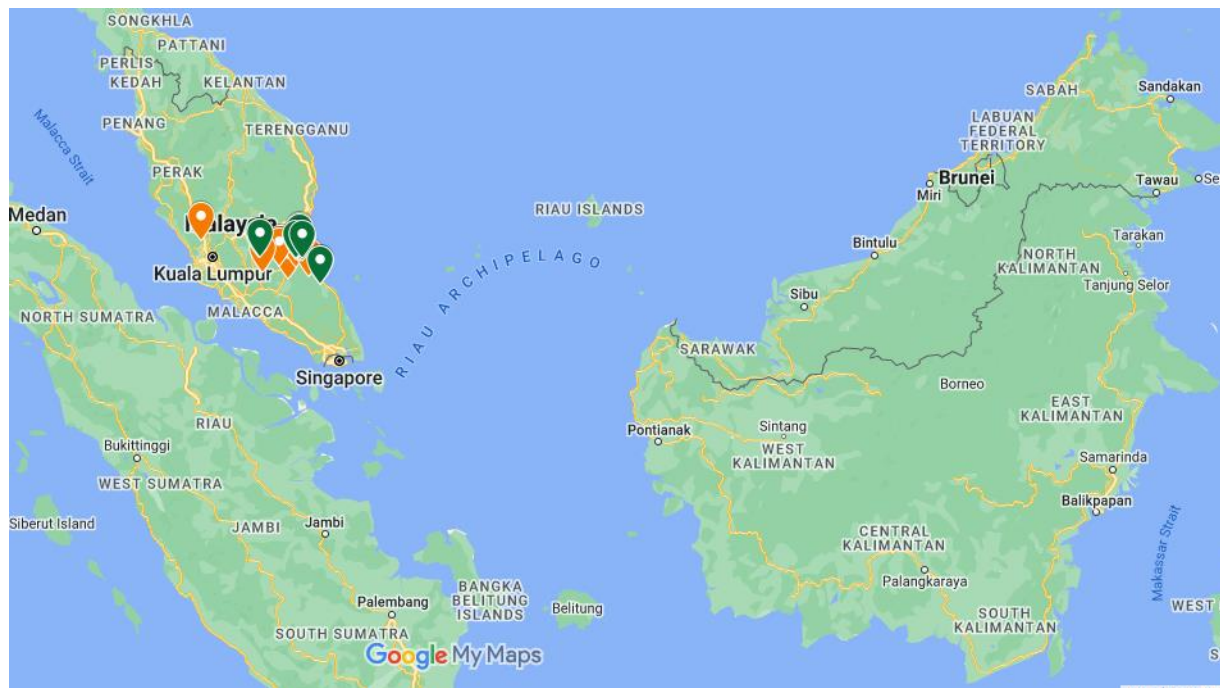 SONGKHLA
PATTANI
PERLIS
KEDAH
KELANTAN
PENANG
TERENGGANU
Malacca Strait
PERAK
Medan
Malaysia
Kuala Lumpur
MALACCA
NORTH SUMATRA
Singapore
RIAU
Bukittinggi
WEST SUMATRA
Siberut Island
JAMBI
Jambi
Palembang
SOUTH SUMATRA
BANGKA
BELITUNG
ISLANDS
Belitung
RIAU ISLANDS
RIAU ARCHIPELAGO
SABAH
Sandakan
LABUAN
FEDERAL
TERRITORY
Brunei
Miri
Tawau
Se
Bintulu
Tarakan
NORTH
KALIMANTAN
Tanjung Selor
Sibu
SARAWAK
Borneo
EAST
KALIMANTAN
Pontianak
Sintang
WEST
KALIMANTAN
Samarinda
Balikpapan
CENTRAL
KALIMANTAN
Palangkaraya
Makassar Strait
WEST
SOUTH
KALIMANTAN
S
Google My Maps